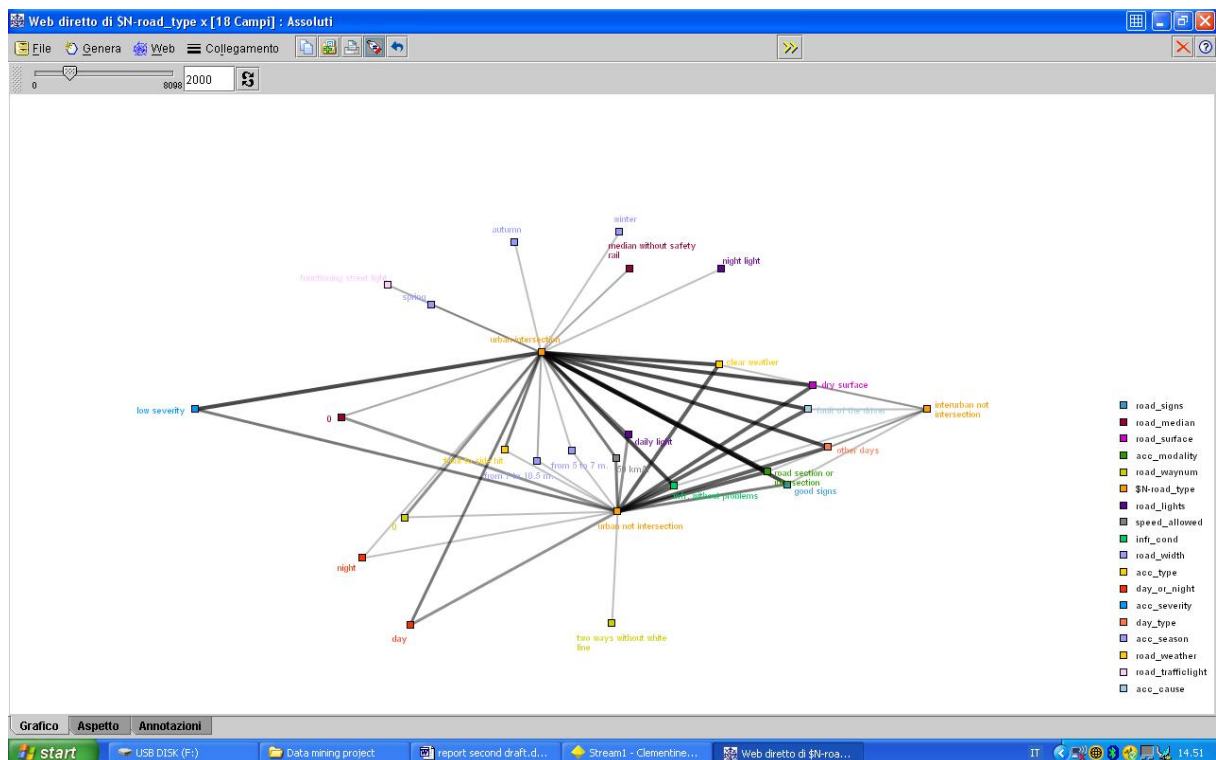 Web diretto di $N-road_type x [18 Campi] : Assoluti
File Genera Web Collegamento
0 8098 2000
winter
autumn
median without safety
rail
night light
functioning street light
spring
urban intersection
clear weather
dry surface
low severity
0
fault of the driver
interurban not
intersection
daily light
other days
from 5 to 7 m.
50 km/h
road section or
good signs
urban not intersection
0
night
day
two ways without white
line
road_signs
road_median
road_surface
acc_modality
road_waynum
$N-road_type
road_lights
speed_allowed
infr_cond
road_width
acc_type
day_or_night
acc_severity
day_type
acc_season
road_weather
road_trafficlight
acc_cause
Grafico Aspetto Annotazioni
start USB DISK (F:) Data mining project report second draft.d... Stream1 - Clementine... Web diretto di $N-roa... IT 14.51